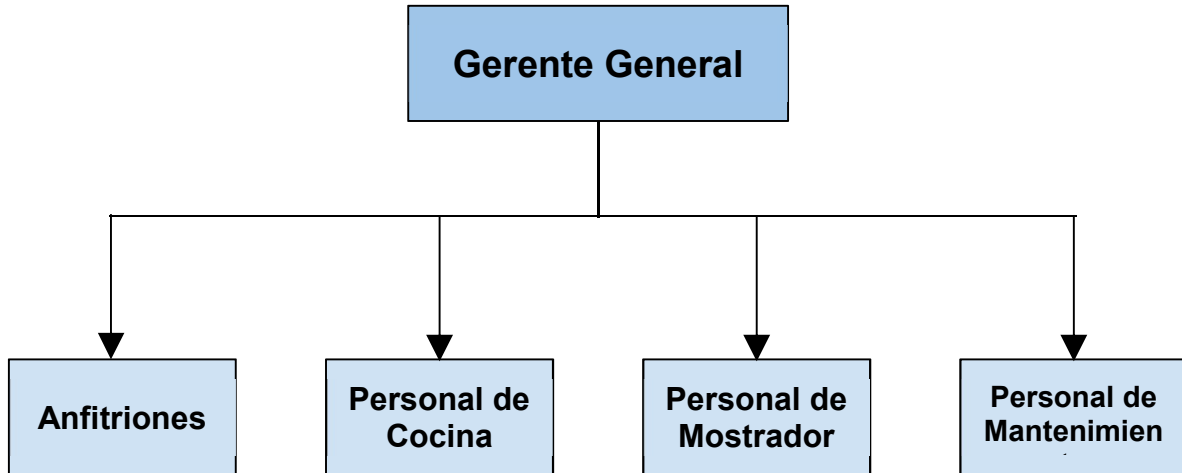 Gerente General
Anfitriones
Personal de
Cocina
Personal de
Mostrador
Personal de
Mantenimien